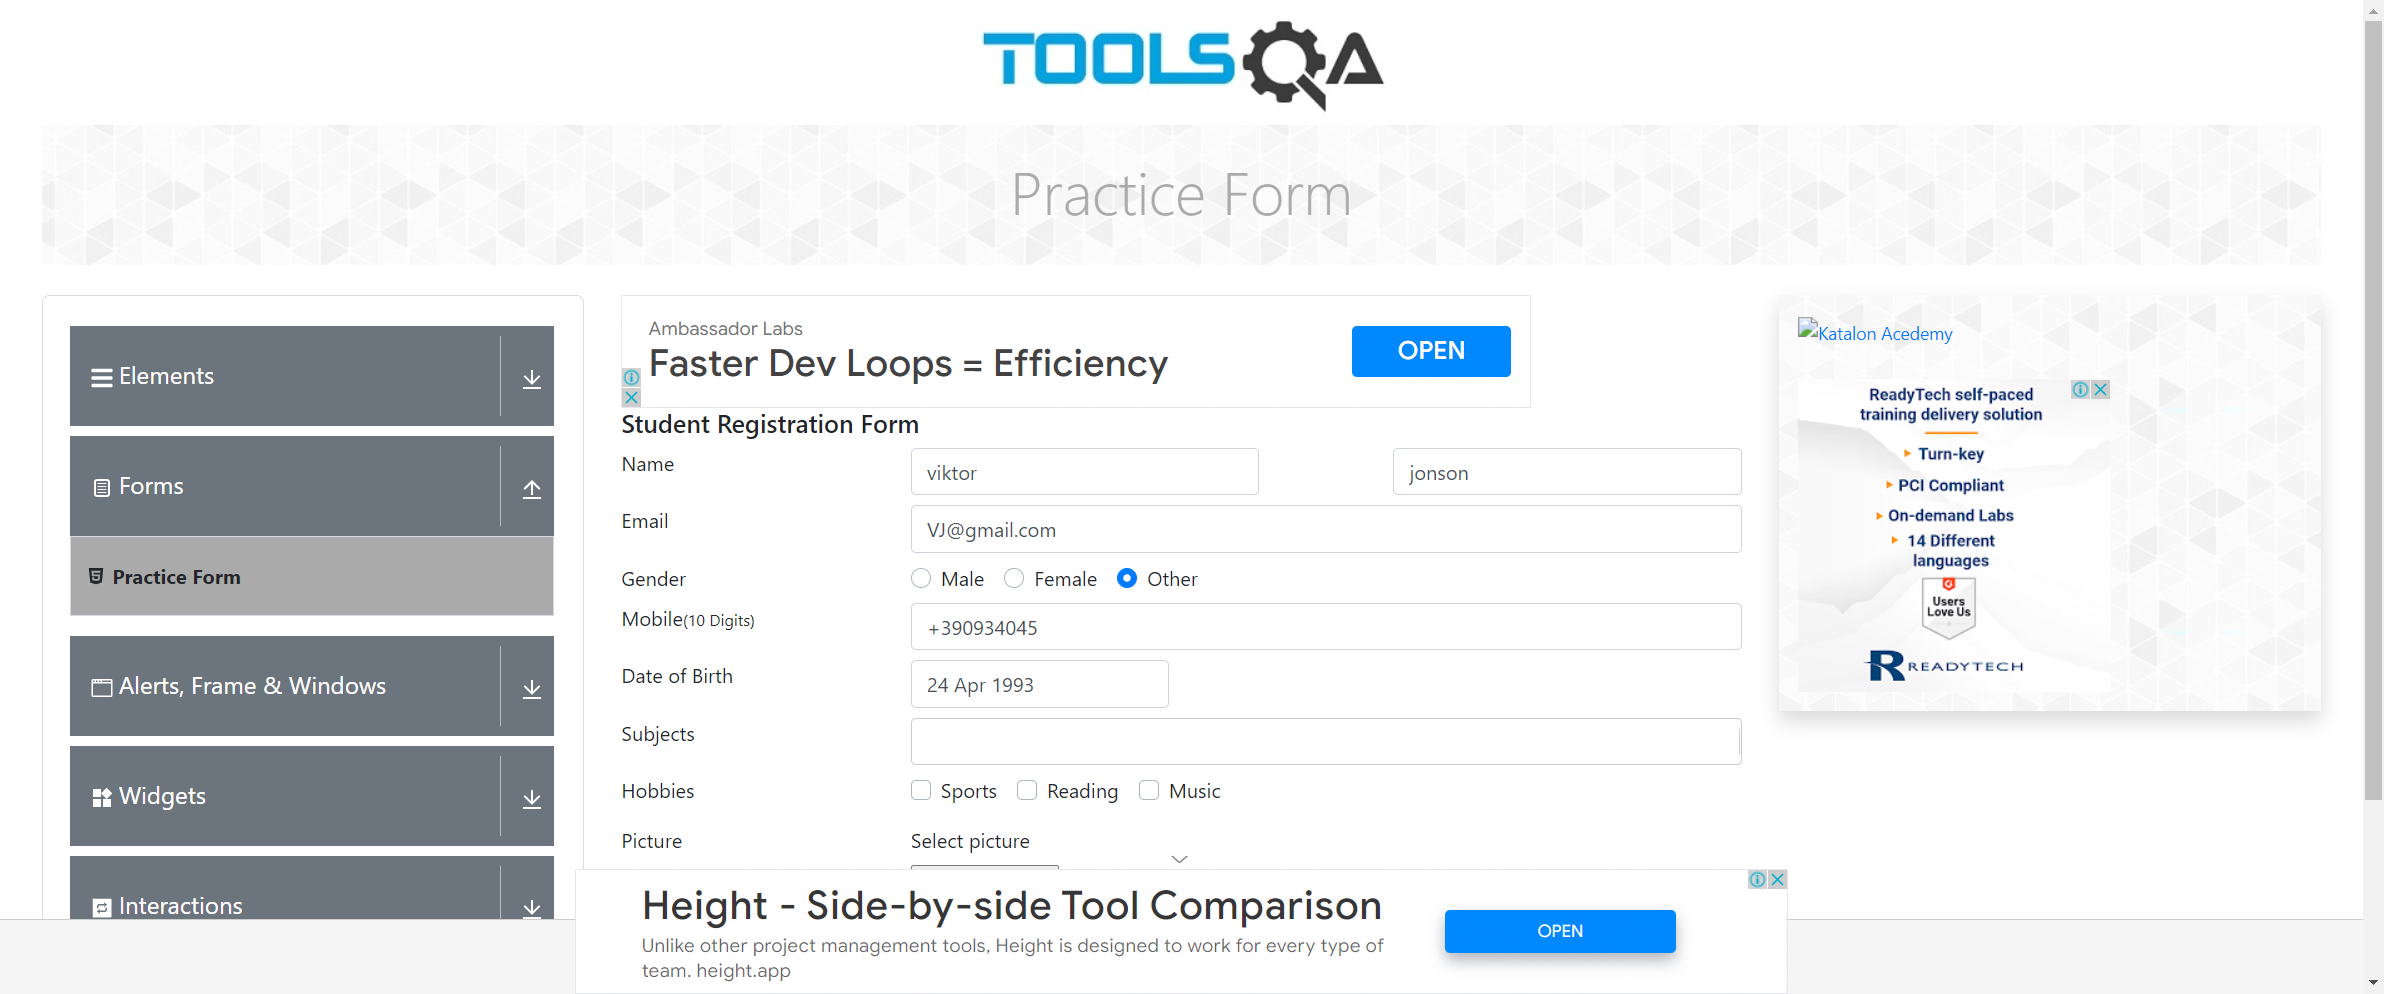 TOOLSQA
Practice Form
Elements
Forms
Practice Form
Alerts, Frame & Windows
Widgets
Interactions
Ambassador Labs
Faster Dev Loops = Efficiency
OPEN
Student Registration Form
Name
viktor
jonson
Email
VJ@gmail.com
Gender
Male
Female
Other
Mobile(10 Digits)
+390934045
Date of Birth
24 Apr 1993
Subjects
Hobbies
Sports
Reading
Music
Picture
Select picture
Katalon Acedemy
ReadyTech self-paced
training delivery solution
Turn-key
PCI Compliant
On-demand Labs
14 Different
languages
G
Users
Love Us
READYTECH
Height - Side-by-side Tool Comparison
Unlike other project management tools, Height is designed to work for every type of
team. height.app
OPEN